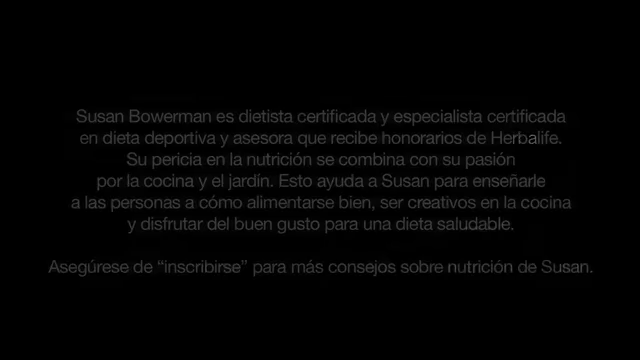 Susan Bowerman es dietista certificada y especialista certificada
en dieta deportiva y asesora que recibe honorarios de Herbalife.
Su pericia en la nutrición se combina con su pasión
por la cocina y el jardín. Esto ayuda a Susan para enseñarle
a las personas a cómo alimentarse bien, ser creativos en la cocina
y disfrutar del buen gusto para una dieta saludable.
Asegúrese de “inscribirse” para más consejos sobre nutrición de Susan.